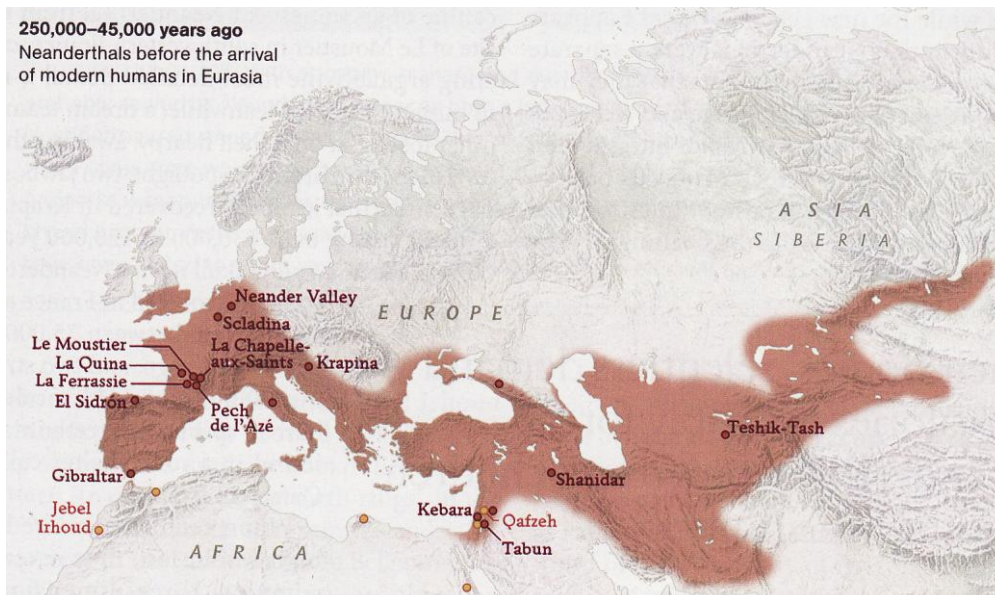 250,000–45,000 years ago
Neandertals before the arrival
of modern humans in Eurasia
ASIA
SIBERIA
EUROPE
Neander Valley
Scladina
Le Moustier
La Chapelle-
aux-Saints
La Quina
Krapina
La Ferrassie
El Sidrón
Pech
de l'Azé
Teshik-Tash
Gibraltar
Shanidar
Jebel
Irhoud
Kebara
Qafzeh
Tabun
AFRICA